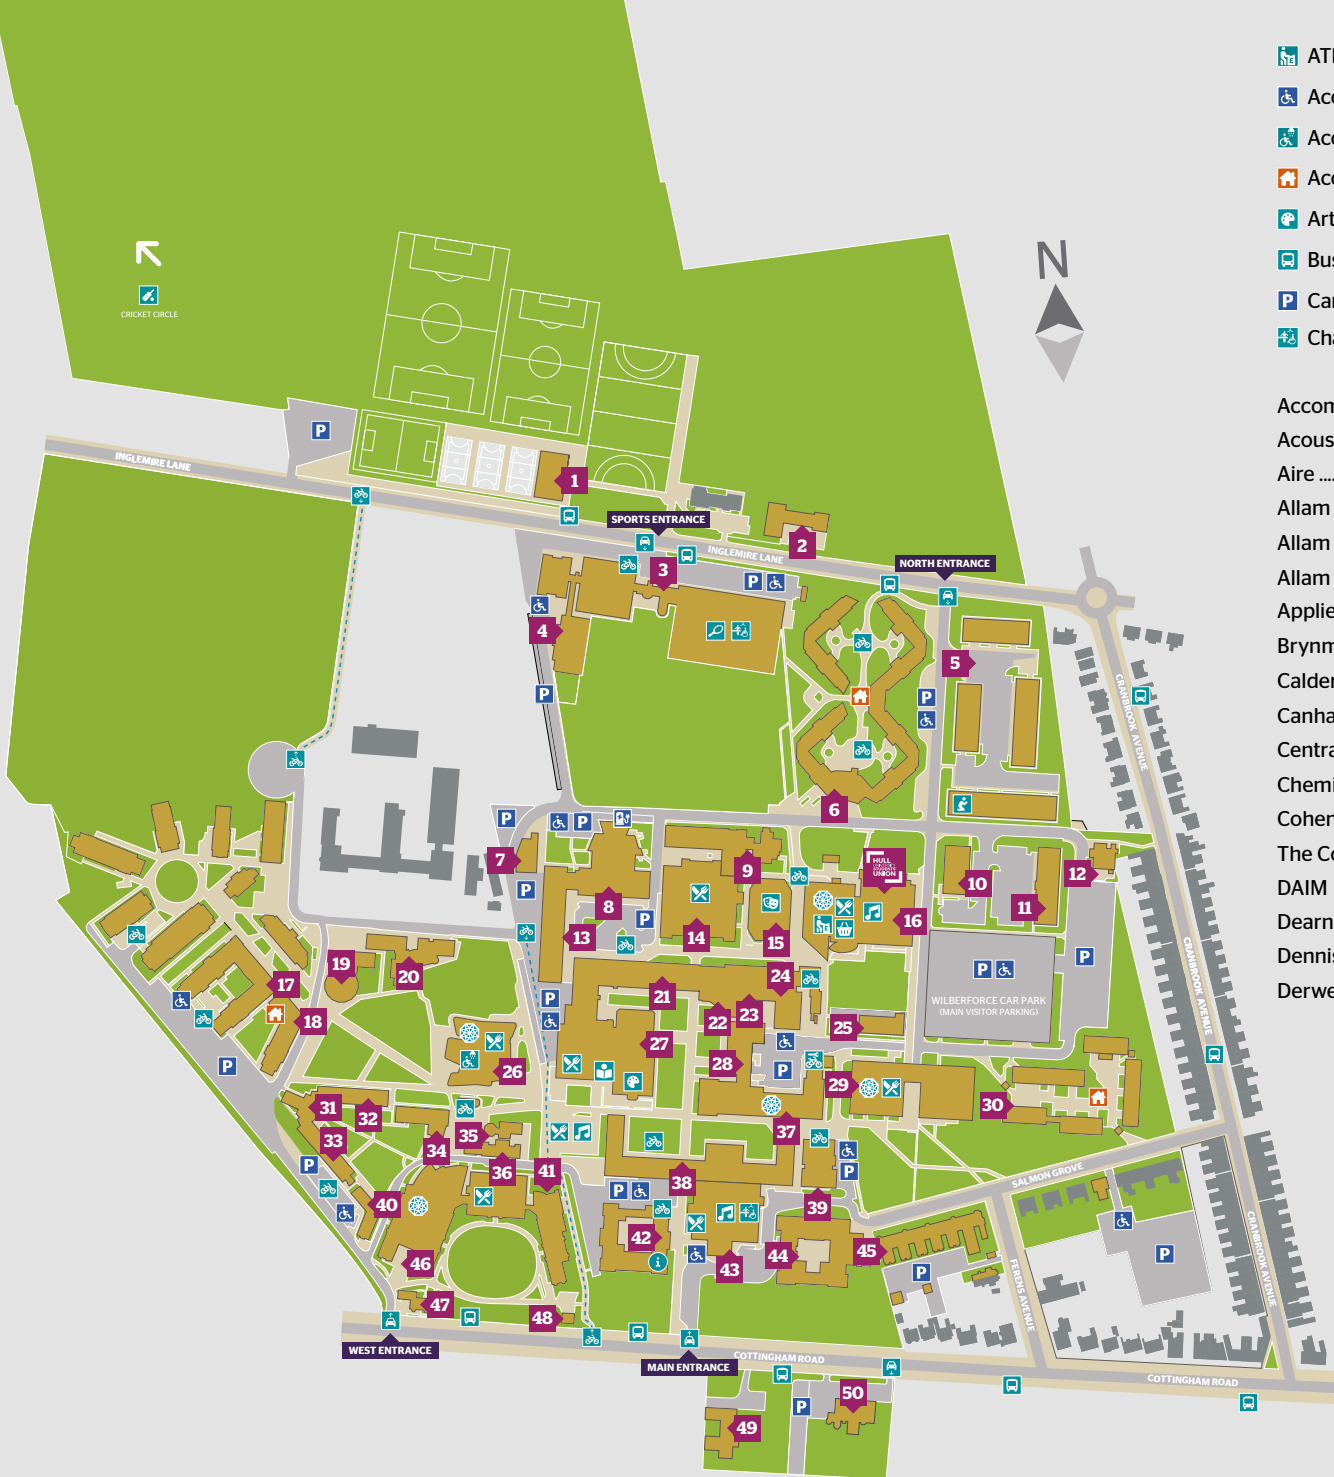 ATI
Acc
Acc
Acc
Art
N
CRICKET CIRCLE
Bus
P Car
Cha
Accom
P
INGLEMIRE LANE
Acous
Aire ....
1
Allam
SPORTS ENTRANCE
2
Allam
INGLEMIRE LANE
NORTH ENTRANCE
3
P
Allam
4
Applie
5
Brynm
P
P
Calder
CRANBROOK AVENUE
Canha
Centra
6
Chemi
P
P
Cohen
7
9
HULL
UNION
The Co
P
8
10
12
DAIM
P
11
13
14
15
16
Dearn
CRANBROOK AVENUE
19
20
24
P
P
Dennis
17
21
WILBERFORCE CAR PARK
(MAIN VISITOR PARKING)
Derwe
18
P
22
23
25
27
P
26
28
P
29
31
32
30
33
35
37
34
41
P
36
P
SALMON GROVE
38
P
40
39
42
44
45
P
46
i
43
P
CRANBROOK AVENUE
FERENS AVENUE
47
48
WEST ENTRANCE
COTTINGHAM ROAD
MAIN ENTRANCE
COTTINGHAM ROAD
50
P
49